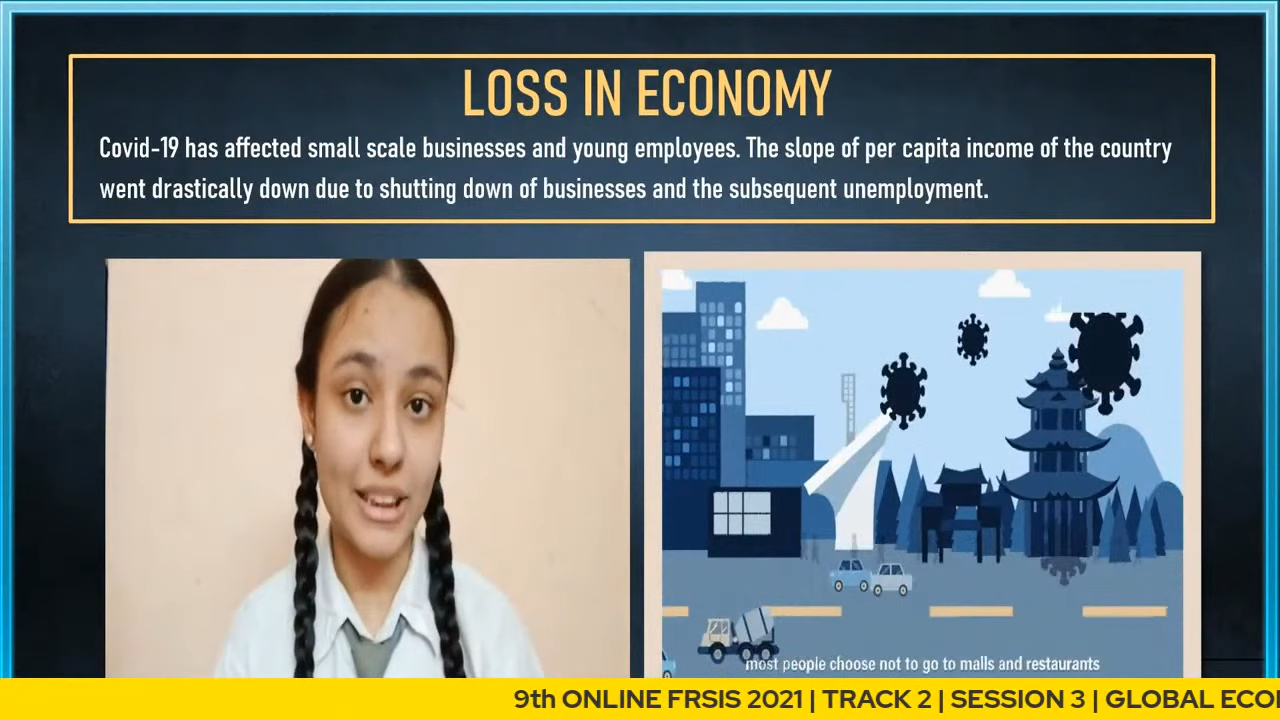 LOSS IN ECONOMY
Covid-19 has affected small scale businesses and young employees. The slope of per capita income of the country
went drastically down due to shutting down of businesses and the subsequent unemployment.
most people choose not to go to malls and restaurants
9th ONLINE FRSIS 2021 | TRACK 2 | SESSION 3 | GLOBAL ECO